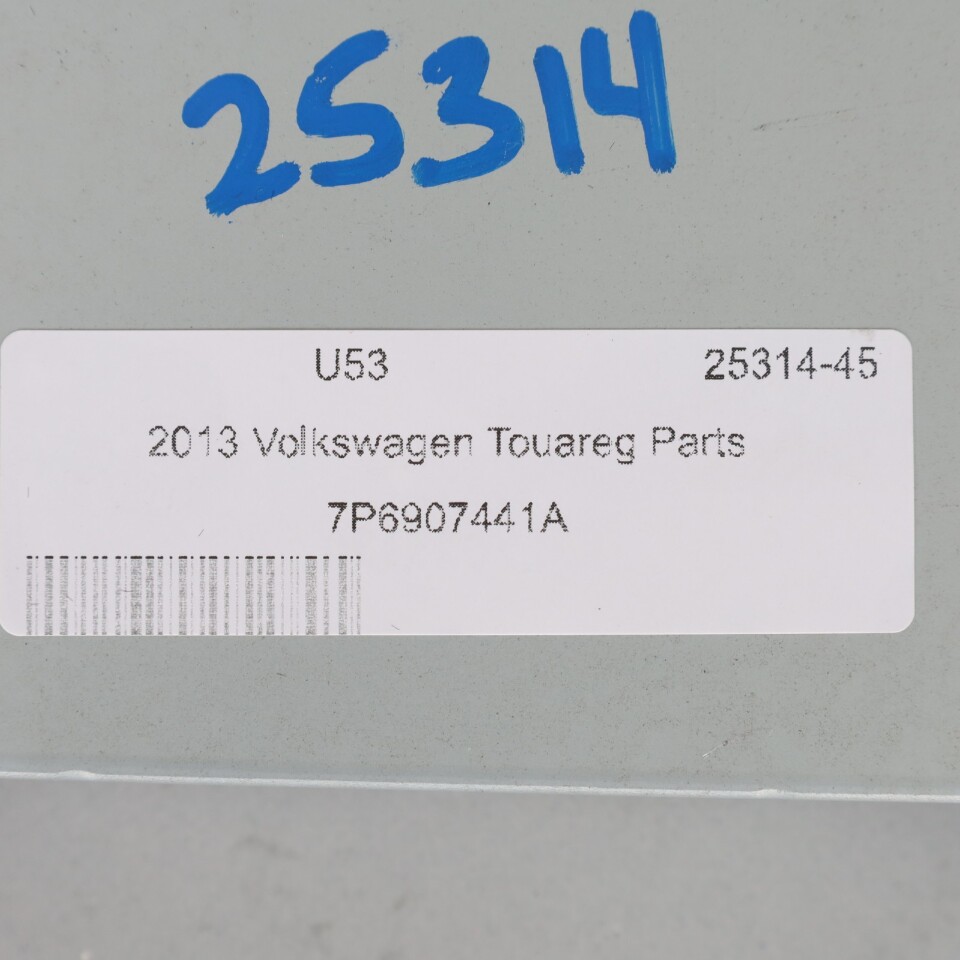 25314
U53 25314-45
2013 Volkswagen Touareg Parts
7P6907441A